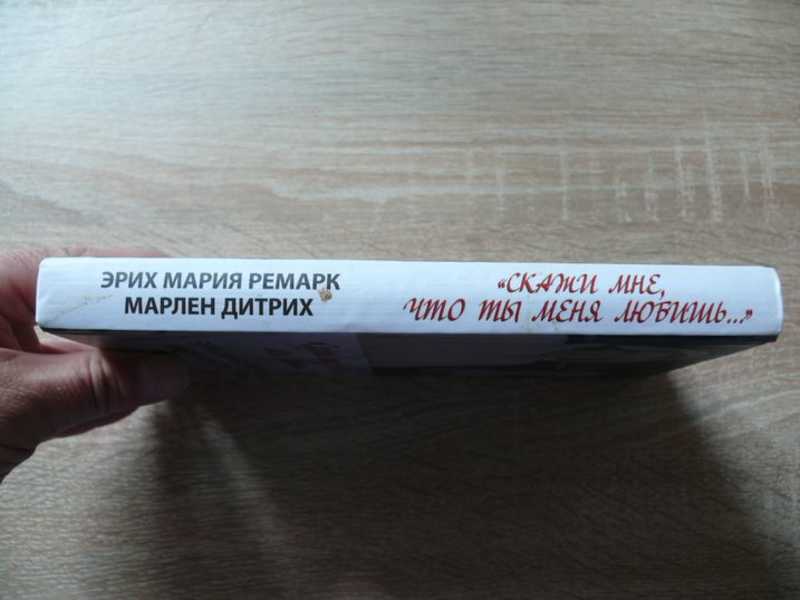 ЭРИХ МАРИЯ РЕМАРК
МАРЛЕН ДИТРИХ
«СКАЖИ МНЕ,
ЧТО ТЫ МЕНЯ ЛЮБИШЬ...»